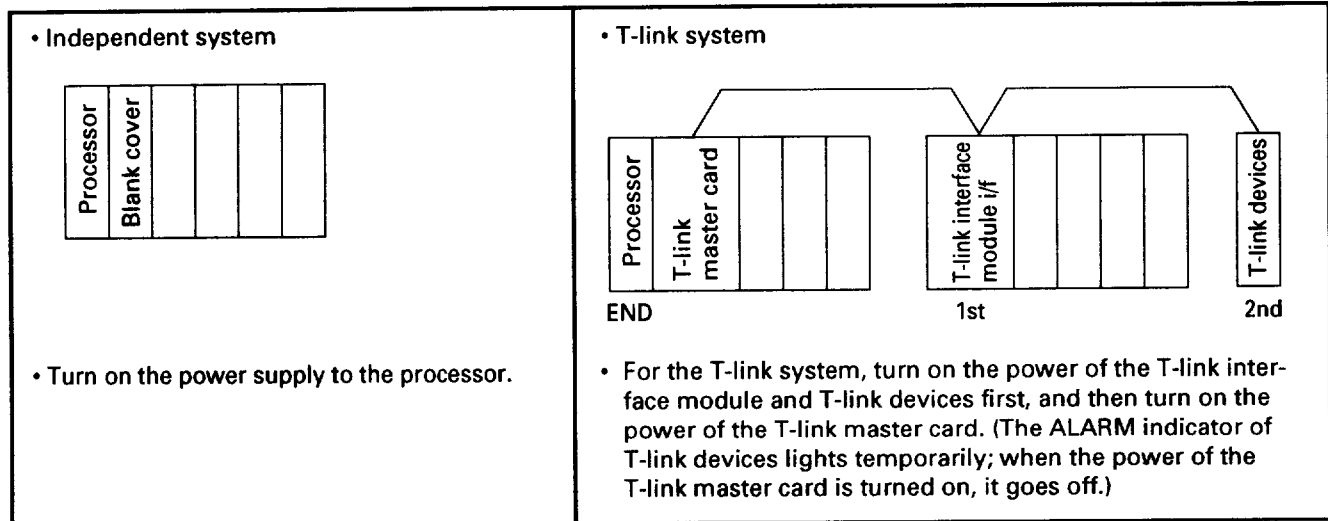 • Independent system
Processor
Blank cover
• Turn on the power supply to the processor.
• T-link system
Processor
T-link
master card
T-link interface
module i/f
T-link devices
END
1st
2nd
• For the T-link system, turn on the power of the T-link inter-
face module and T-link devices first, and then turn on the
power of the T-link master card. (The ALARM indicator of
T-link devices lights temporarily; when the power of the
T-link master card is turned on, it goes off.)